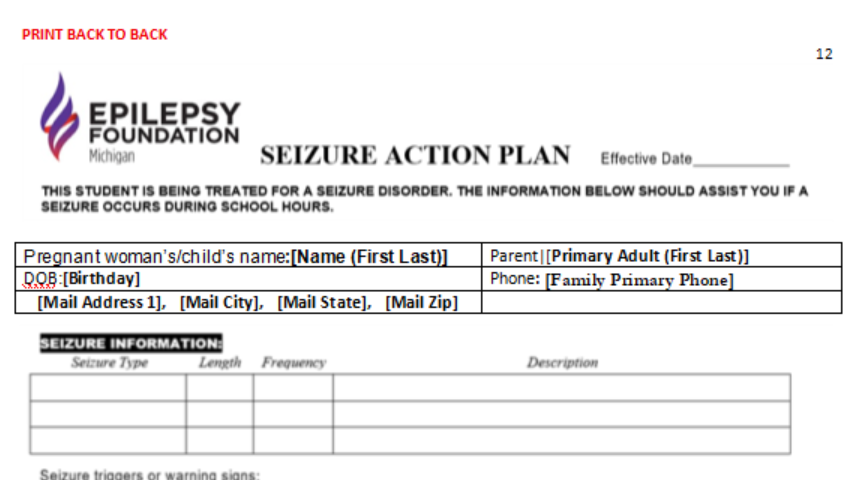 PRINT BACK TO BACK
12
EPILEPSY
FOUNDATION
Michigan
SEIZURE ACTION PLAN Effective Date____________
THIS STUDENT IS BEING TREATED FOR A SEIZURE DISORDER. THE INFORMATION BELOW SHOULD ASSIST YOU IF A
SEIZURE OCCURS DURING SCHOOL HOURS.
Pregnant woman's/child's name:[Name (First Last)] Parent|[Primary Adult (First Last)]
DOB:[Birthday] Phone: [Family Primary Phone]
[Mail Address 1], [Mail City], [Mail State], [Mail Zip]
SEIZURE INFORMATION:
Seizure Type Length Frequency Description
Seizure triggers or warning signs: